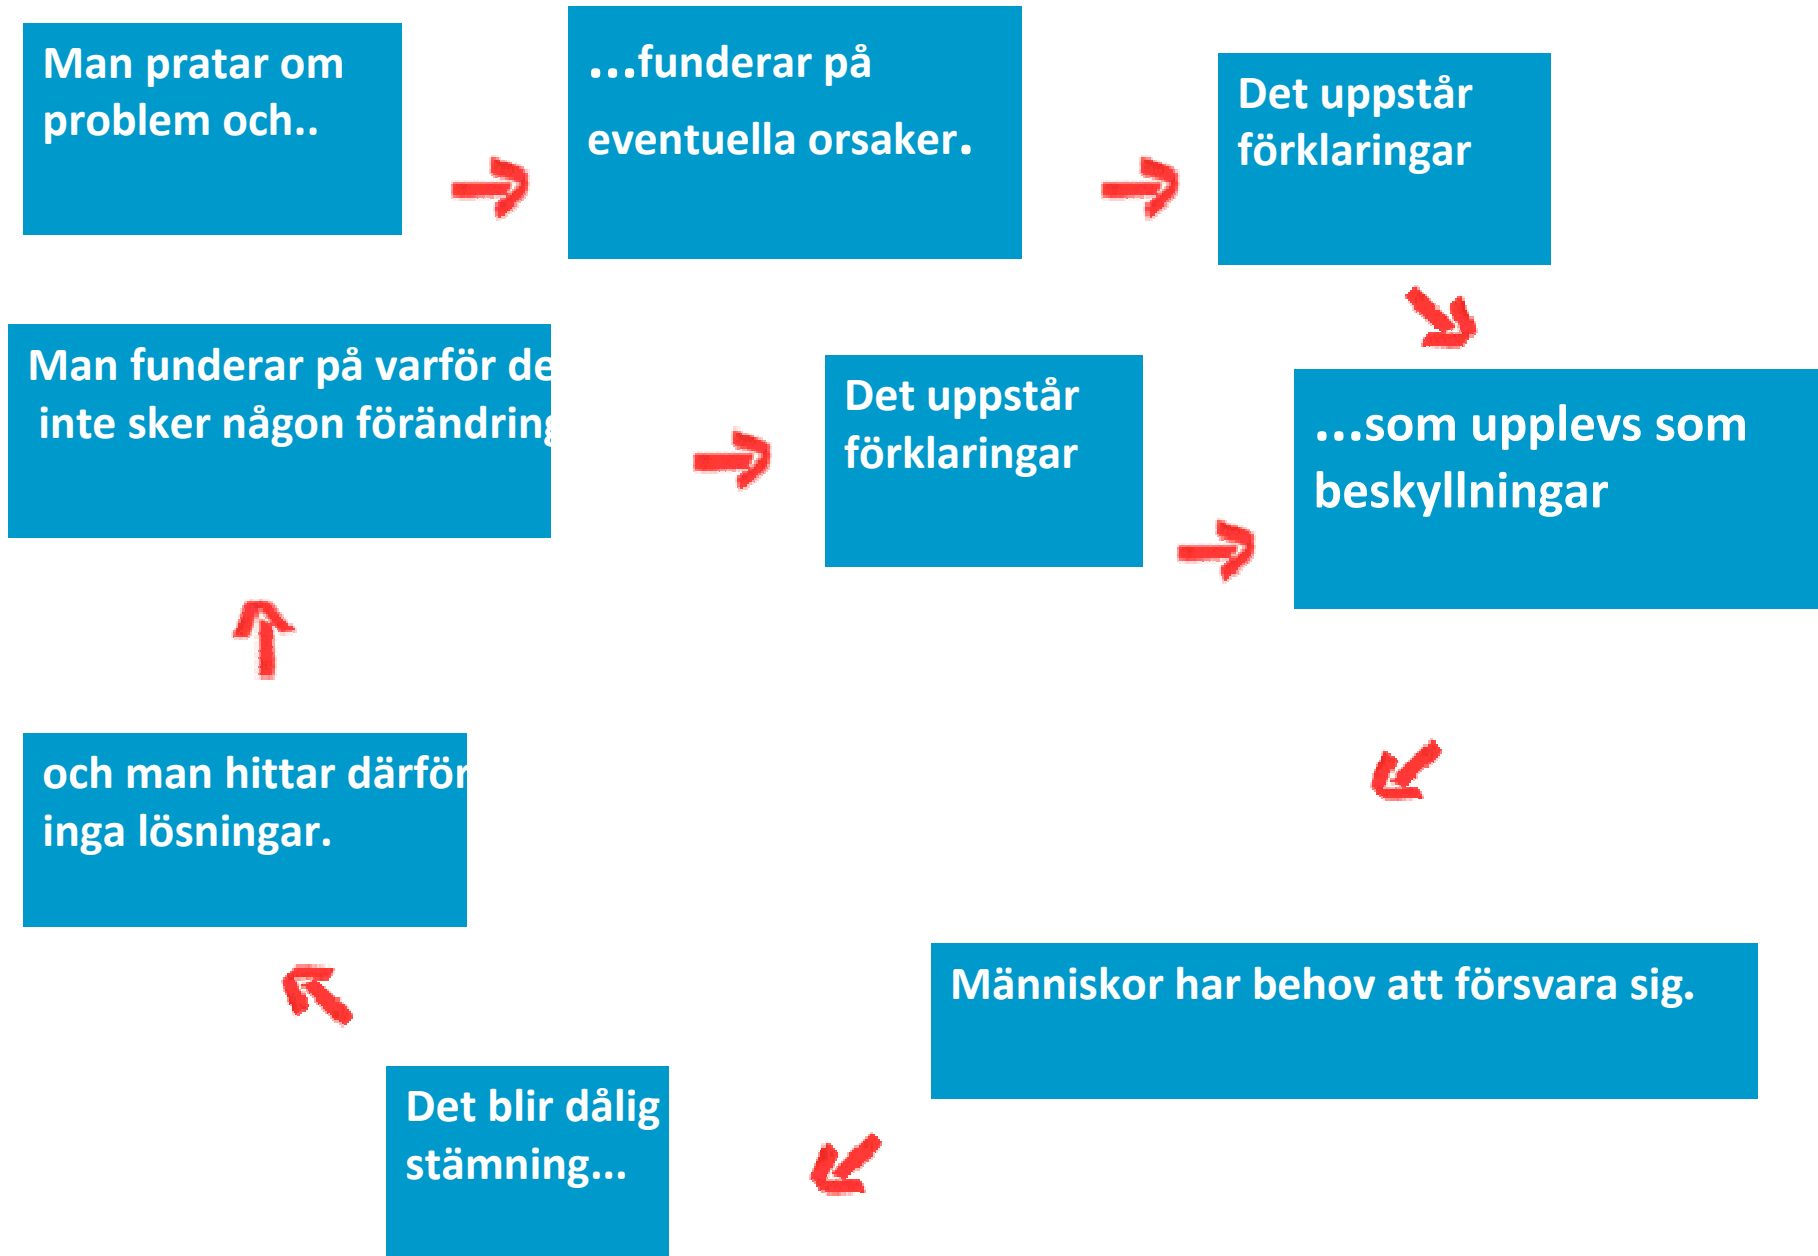 Man pratar om
problem och..
...funderar på
eventuella orsaker.
Det uppstår
förklaringar
...som upplevs som
beskyllningar
Människor har behov att försvara sig.
Det blir dålig
stämning...
och man hittar därför
inga lösningar.
Man funderar på varför de
inte sker någon förändring
Det uppstår
förklaringar